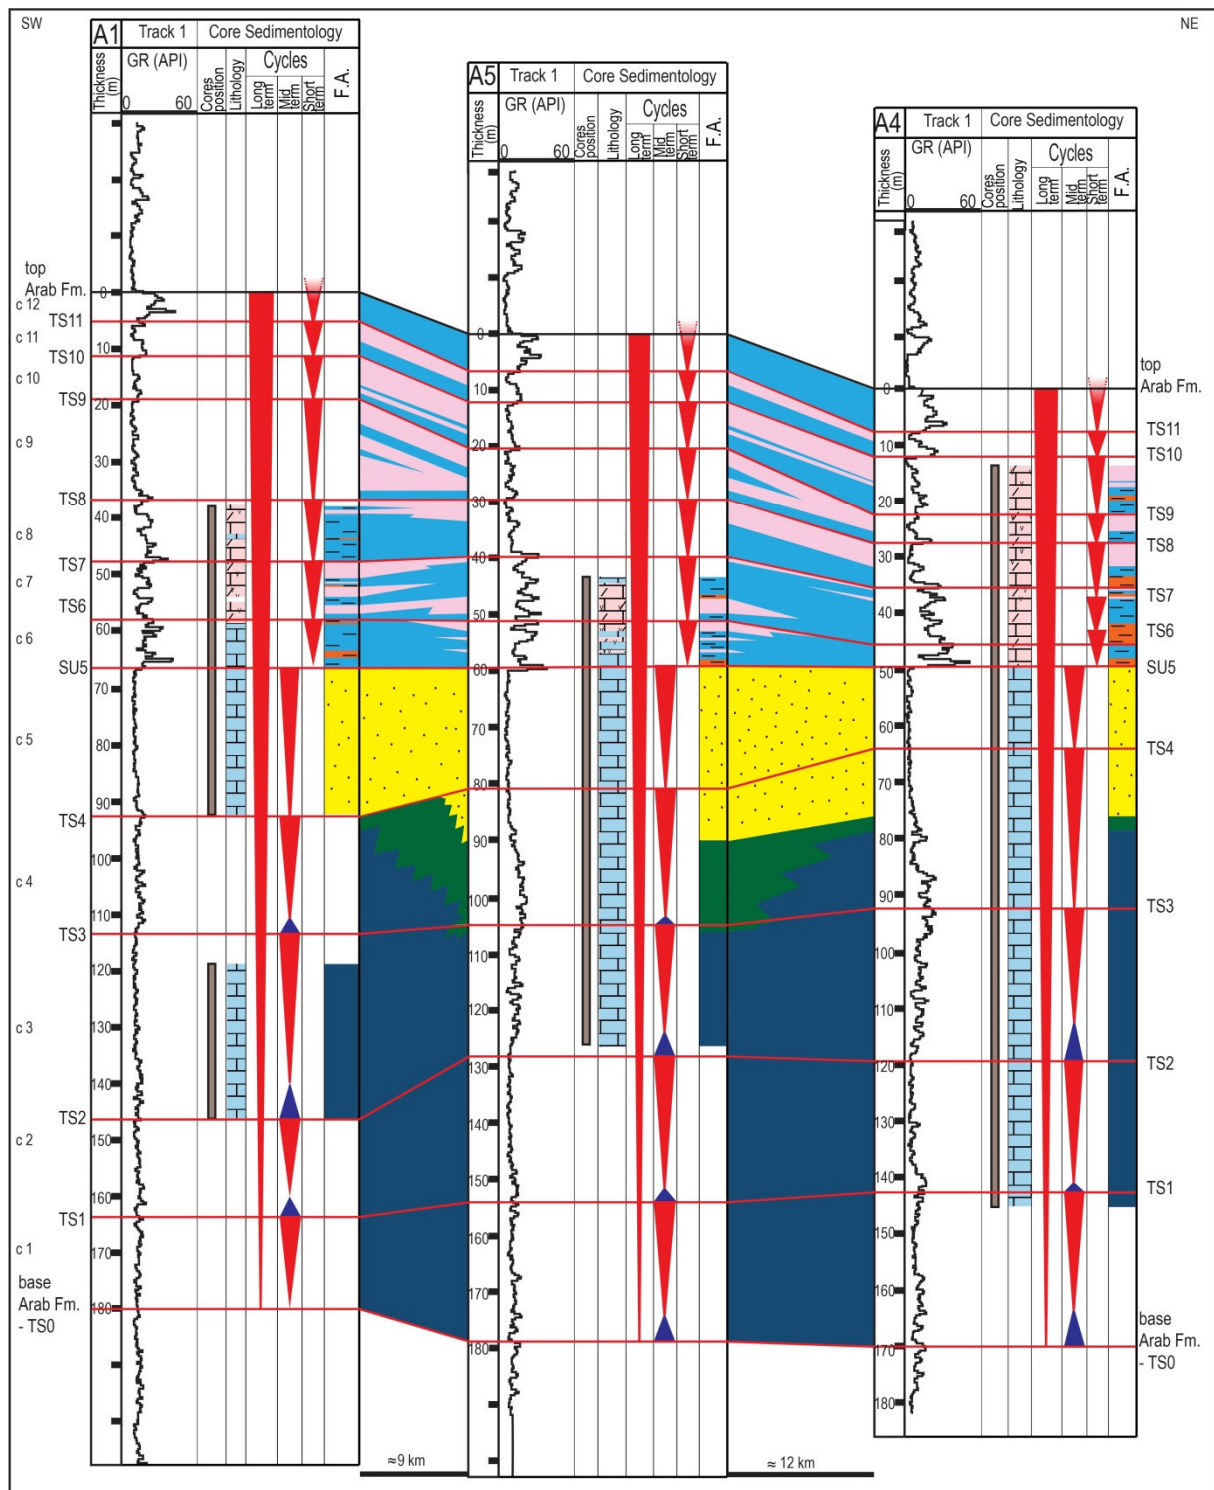 SW
NE
A1
Track 1
Core Sedimentology
Thickness (m)
GR (API)
0 60
Cores position
Lithology
Cycles
Long term
Mid term
Short term
F.A.
A5
Track 1
Core Sedimentology
Thickness (m)
GR (API)
0 60
Cores position
Lithology
Cycles
Long term
Mid term
Short term
F.A.
A4
Track 1
Core Sedimentology
Thickness (m)
GR (API)
0 60
Cores position
Lithology
Cycles
Long term
Mid term
Short term
F.A.
top
Arab Fm.
c 12
TS11
c 11
TS10
c 10
TS9
c 9
TS8
c 8
TS7
c 7
TS6
c 6
SU5
c 5
TS4
c 4
TS3
c 3
TS2
c 2
TS1
c 1
base
Arab Fm.
- TS0
0
10
20
30
40
50
60
70
80
90
100
110
120
130
140
150
160
170
180
0
10
20
30
40
50
60
70
80
90
100
110
120
130
140
150
160
170
180
0
10
20
30
40
50
60
70
80
90
100
110
120
130
140
150
160
170
180
top
Arab Fm.
TS11
TS10
TS9
TS8
TS7
TS6
SU5
TS4
TS3
TS2
TS1
base
Arab Fm.
- TS0
≈9 km
≈ 12 km